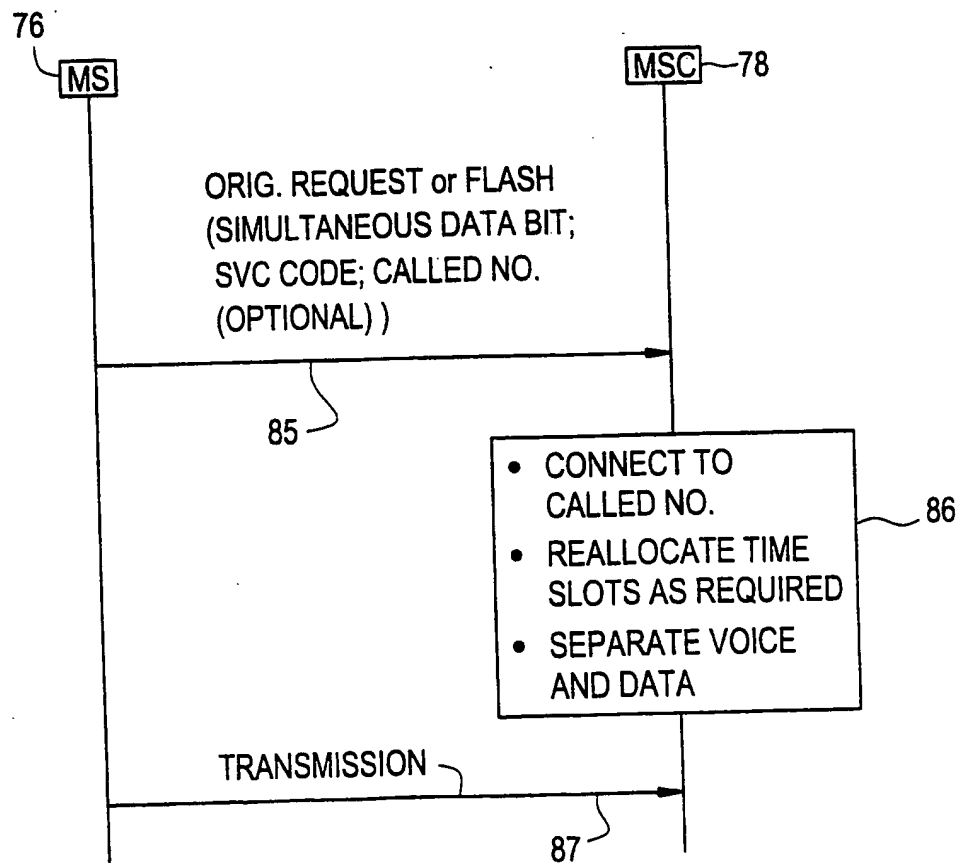 76
MS
MSC
78
ORIG. REQUEST or FLASH
(SIMULTANEOUS DATA BIT;
SVC CODE; CALLED NO.
(OPTIONAL) )
85
• CONNECT TO
CALLED NO.
• REALLOCATE TIME
SLOTS AS REQUIRED
• SEPARATE VOICE
AND DATA
86
TRANSMISSION
87